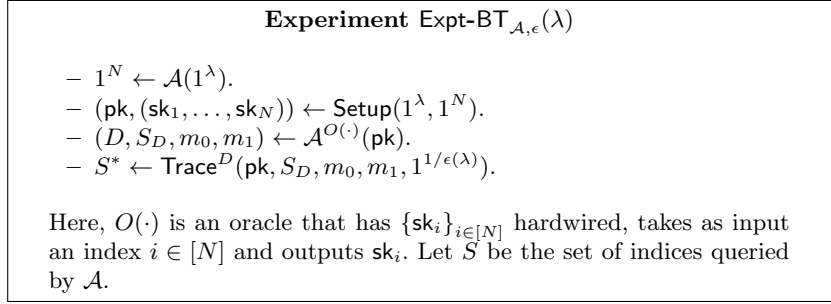 Experiment Expt-BT_{𝒜,ϵ}(λ)
– 1^N ← 𝒜(1^λ).
– (pk, (sk_1, . . . , sk_N)) ← Setup(1^λ, 1^N).
– (D, S_D, m_0, m_1) ← 𝒜^{O(·)}(pk).
– S^* ← Trace^D(pk, S_D, m_0, m_1, 1^{1/ϵ(λ)}).
Here, O(·) is an oracle that has {sk_i}_{i∈[N]} hardwired, takes as input
an index i ∈ [N] and outputs sk_i. Let S be the set of indices queried
by 𝒜.